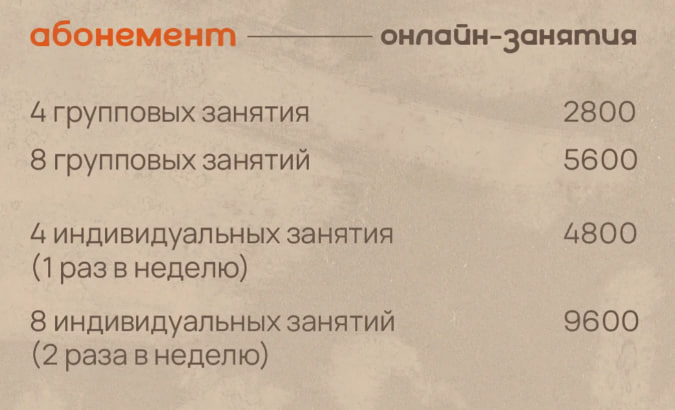 абонемент онлайн-занятия
4 групповых занятия 2800
8 групповых занятий 5600
4 индивидуальных занятия 4800
(1 раз в неделю)
8 индивидуальных занятий 9600
(2 раза в неделю)